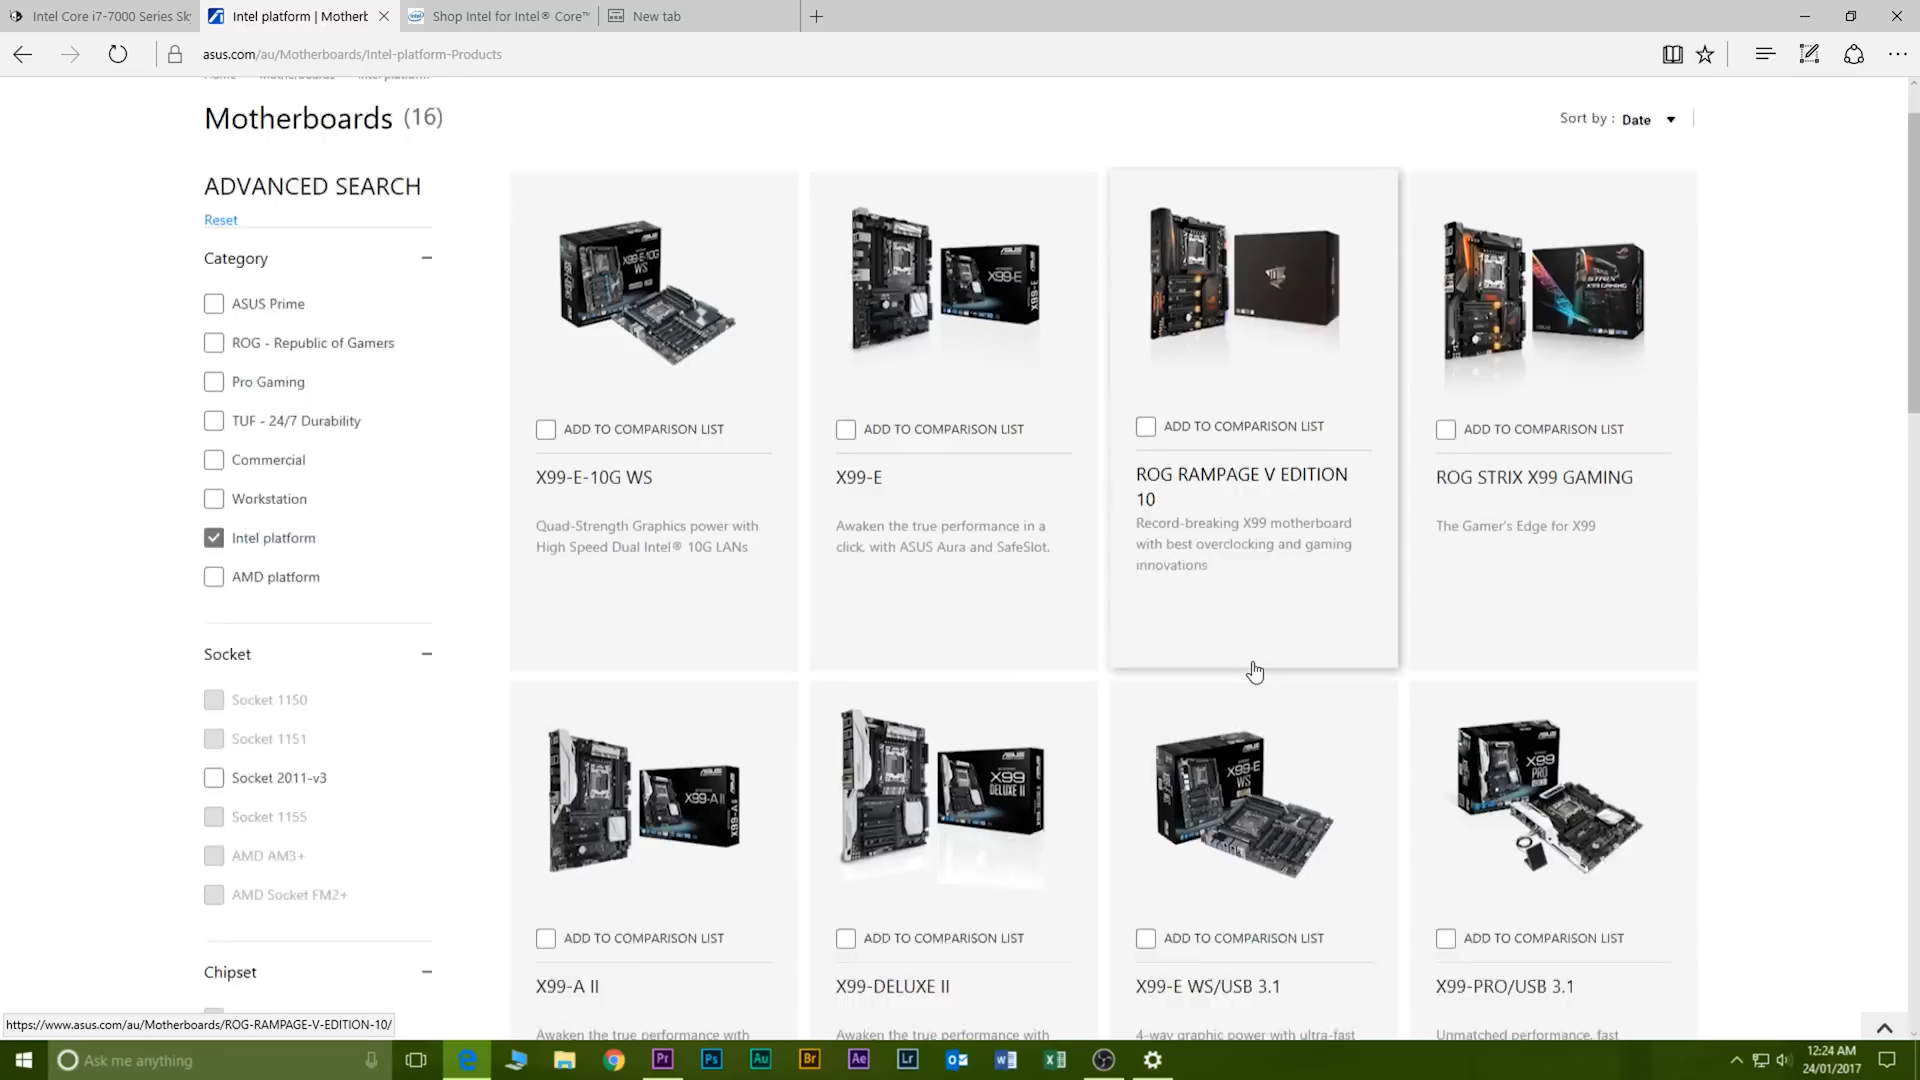 Intel Core i7-7000 Series Sk
Intel platform | Motherb
Shop Intel for Intel® Core™
New tab
asus.com/au/Motherboards/Intel-platform-Products
Home Motherboards Intel platform
Motherboards (16)
Sort by : Date
ADVANCED SEARCH
Reset
Category
ASUS Prime
ROG - Republic of Gamers
Pro Gaming
TUF - 24/7 Durability
Commercial
Workstation
Intel platform
AMD platform
Socket
Socket 1150
Socket 1151
Socket 2011-v3
Socket 1155
AMD AM3+
AMD Socket FM2+
Chipset
ADD TO COMPARISON LIST
X99-E-10G WS
Quad-Strength Graphics power with
High Speed Dual Intel® 10G LANs
ADD TO COMPARISON LIST
X99-E
Awaken the true performance in a
click, with ASUS Aura and SafeSlot.
ADD TO COMPARISON LIST
ROG RAMPAGE V EDITION
10
Record-breaking X99 motherboard
with best overclocking and gaming
innovations
ADD TO COMPARISON LIST
ROG STRIX X99 GAMING
The Gamer's Edge for X99
ADD TO COMPARISON LIST
X99-A II
Awaken the true performance with
ADD TO COMPARISON LIST
X99-DELUXE II
Awaken the true performance with
ADD TO COMPARISON LIST
X99-E WS/USB 3.1
4-way graphic power with ultra-fast
ADD TO COMPARISON LIST
X99-PRO/USB 3.1
Unmatched performance, fast
https://www.asus.com/au/Motherboards/ROG-RAMPAGE-V-EDITION-10/
Ask me anything
Pr
Ps
Au
Br
Ae
Lr
12:24 AM
24/01/2017